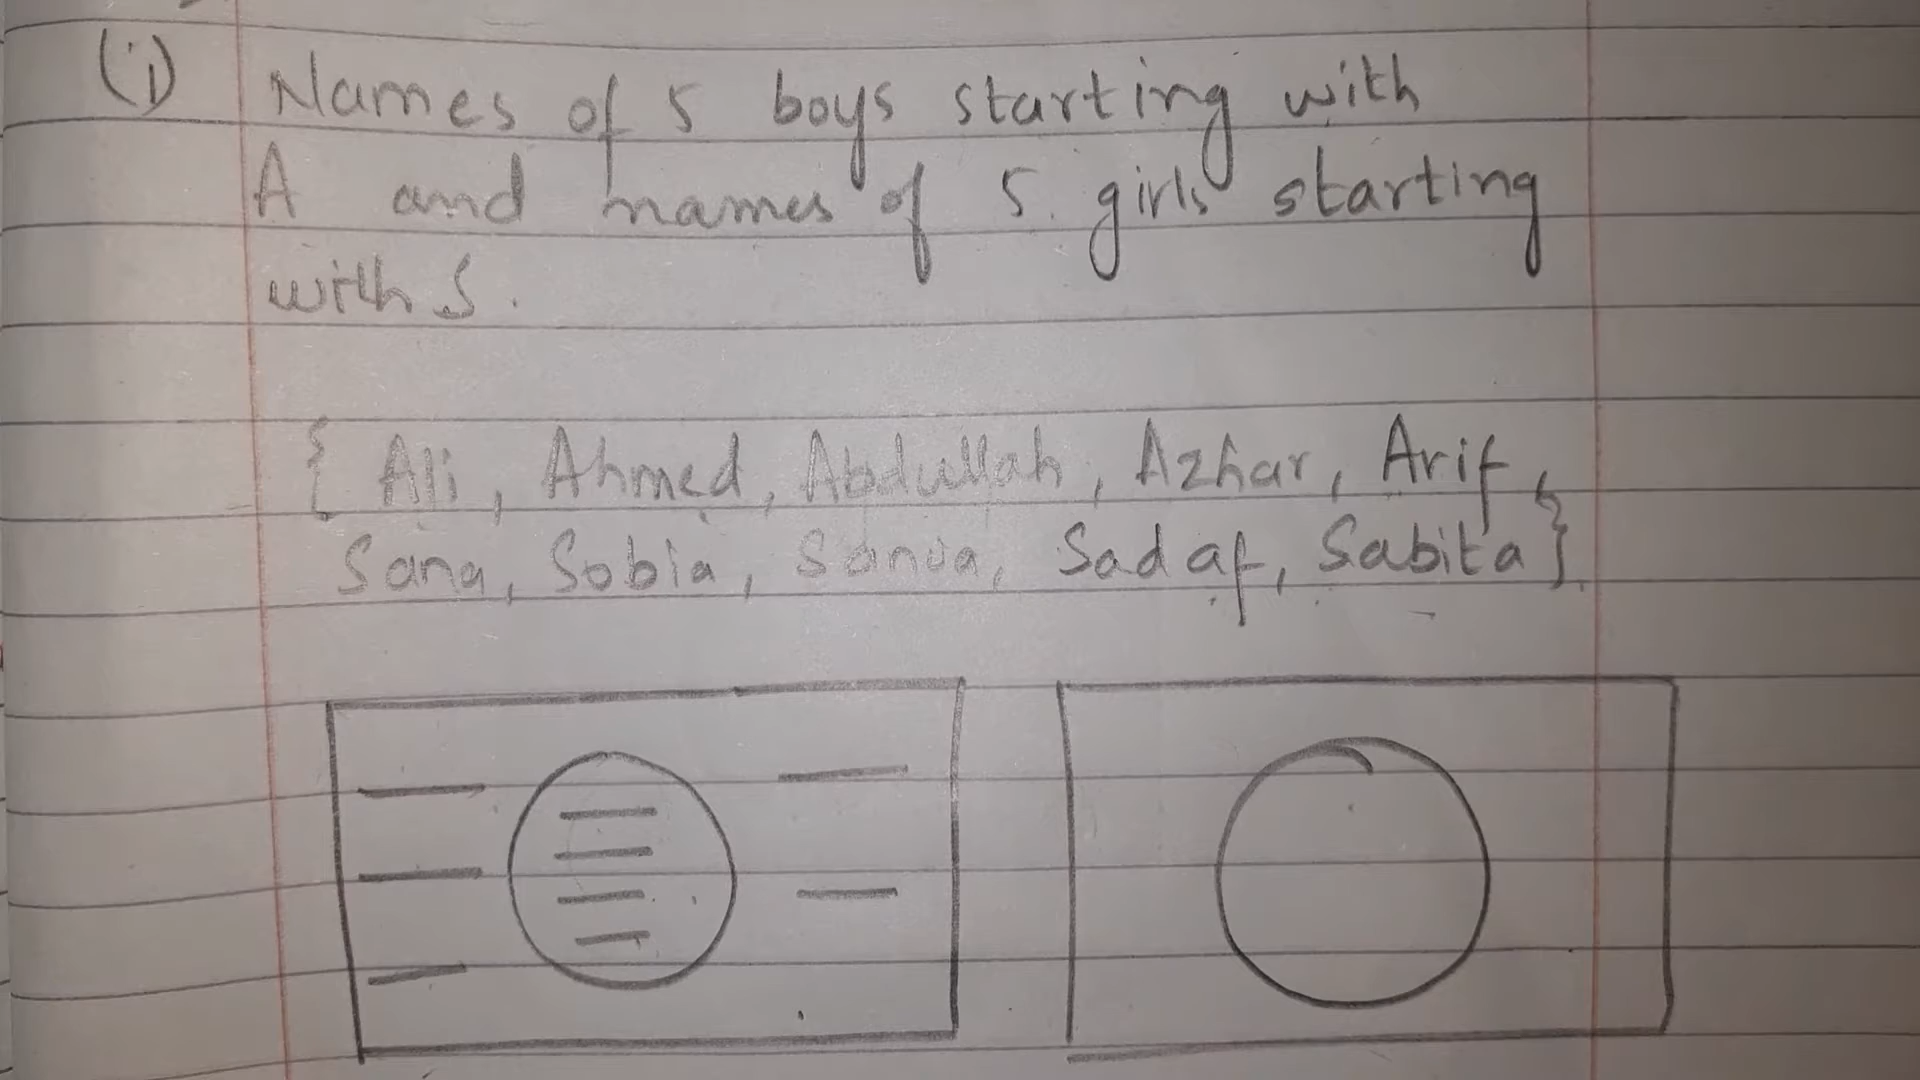 (i) Names of 5 boys starting with
A and names of 5. girls starting
with S.
{ Ali, Ahmed, Abdullah, Azhar, Arif,
Sana, Sobia, Sania, Sadaf, Sabita }.